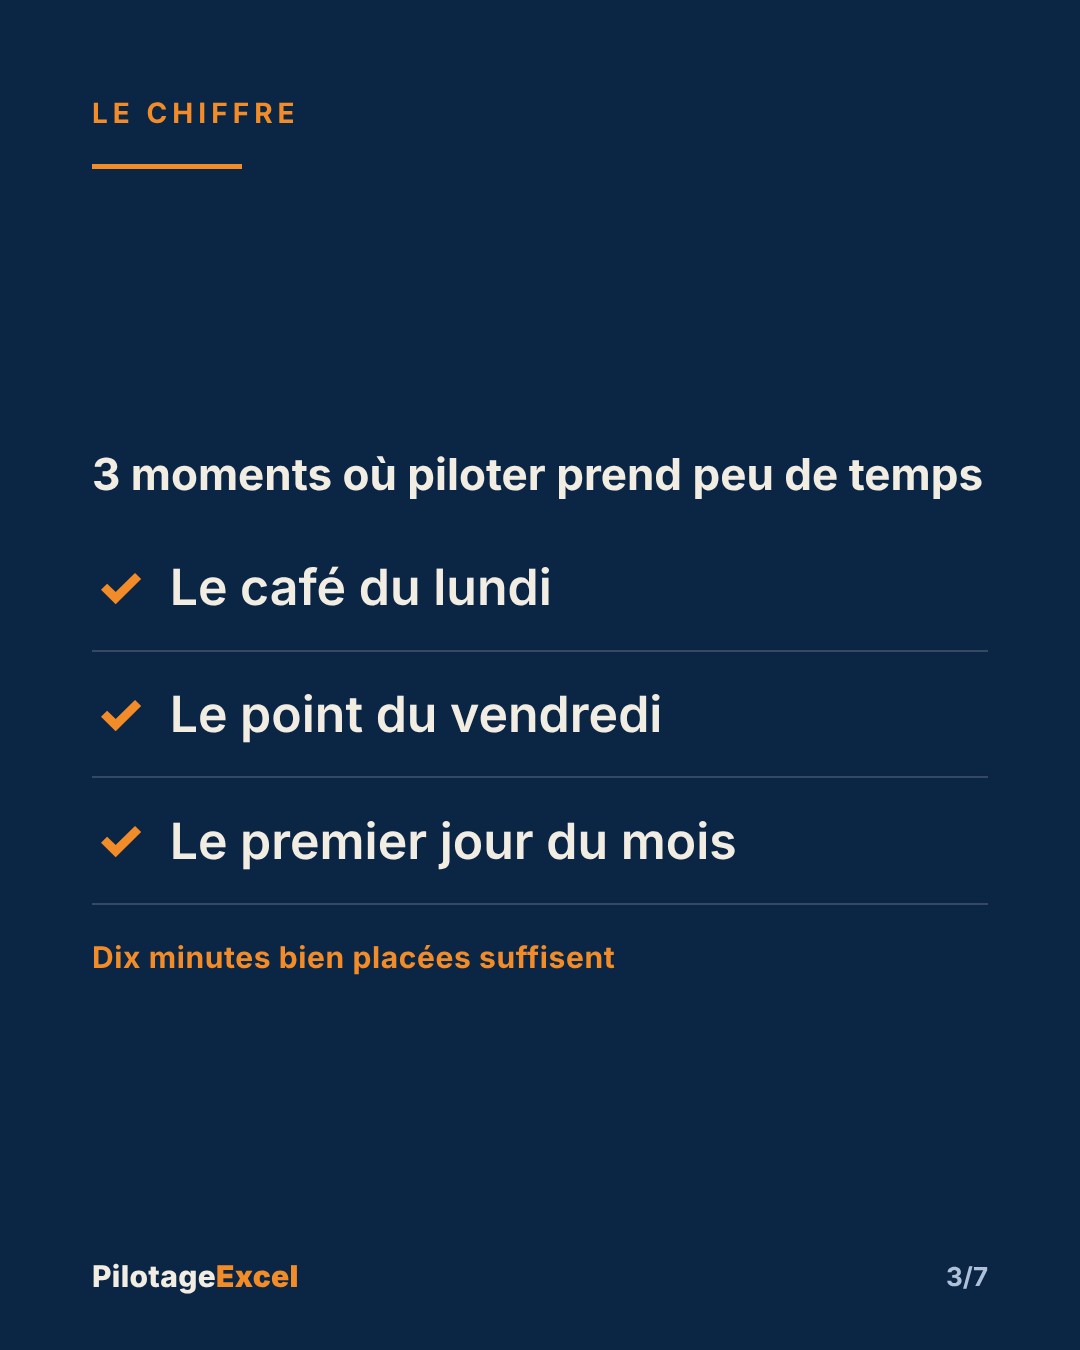 LE CHIFFRE
3 moments où piloter prend peu de temps
Le café du lundi
Le point du vendredi
Le premier jour du mois
Dix minutes bien placées suffisent
PilotageExcel
3/7